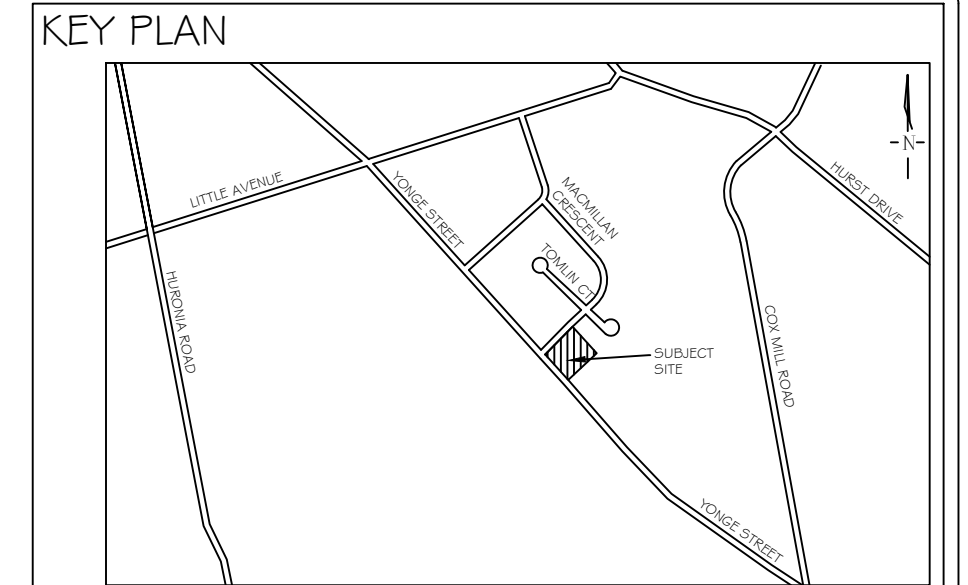 KEY PLAN
N
LITTLE AVENUE
YONGE STREET
MACMILLAN
CRESCENT
HURST DRIVE
TOMLIN CT
HURONIA ROAD
COX MILL ROAD
SUBJECT
SITE
YONGE STREET